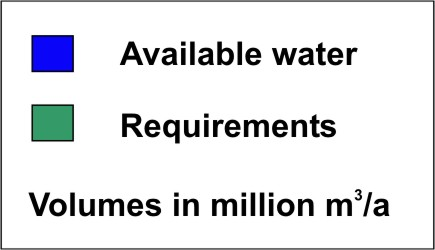 Available water
Requirements
Volumes in million m³/a